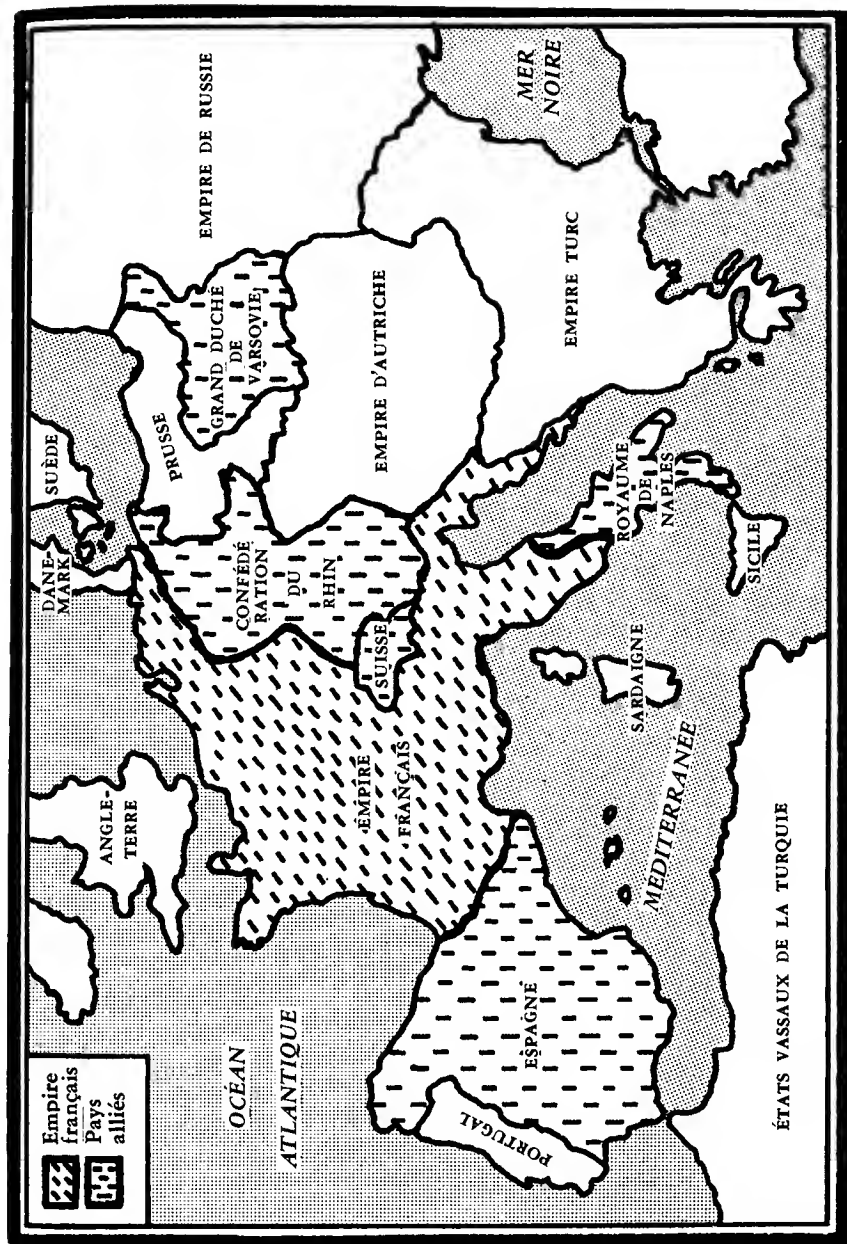 Empire
français
Pays
alliés
OCÉAN
ATLANTIQUE
ANGLE-
TERRE
DANE-
MARK
SUÈDE
PRUSSE
GRAND DUCHÉ
DE
VARSOVIE
EMPIRE DE RUSSIE
CONFÉDÉ
RATION
DU
RHIN
SUISSE
EMPIRE
FRANÇAIS
EMPIRE D'AUTRICHE
MER
NOIRE
EMPIRE TURC
ESPAGNE
PORTUGAL
ROYAUME
DE
NAPLES
SARDAIGNE
SICILE
MEDITERRANEE
ÉTATS VASSAUX DE LA TURQUIE